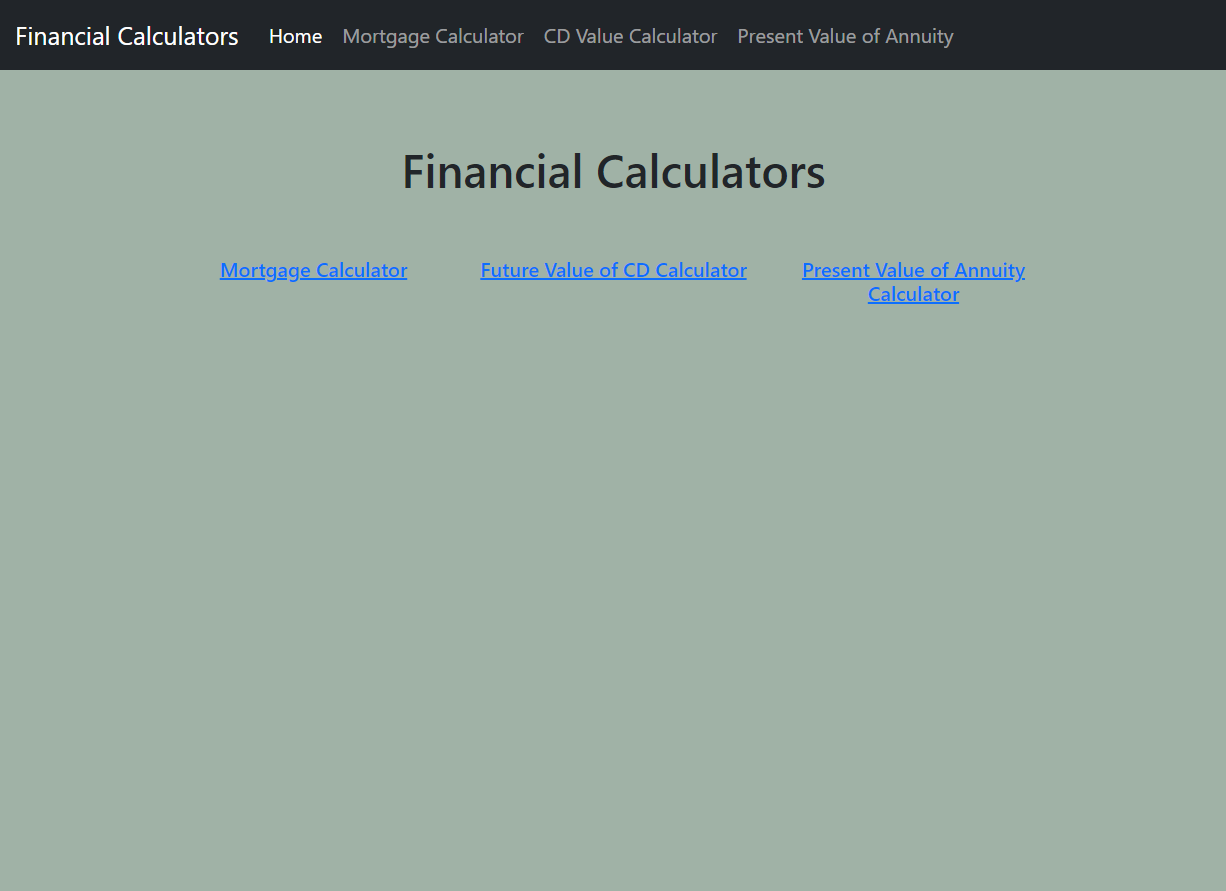 Financial Calculators Home Mortgage Calculator CD Value Calculator Present Value of Annuity
Financial Calculators
Mortgage Calculator Future Value of CD Calculator Present Value of Annuity
Calculator